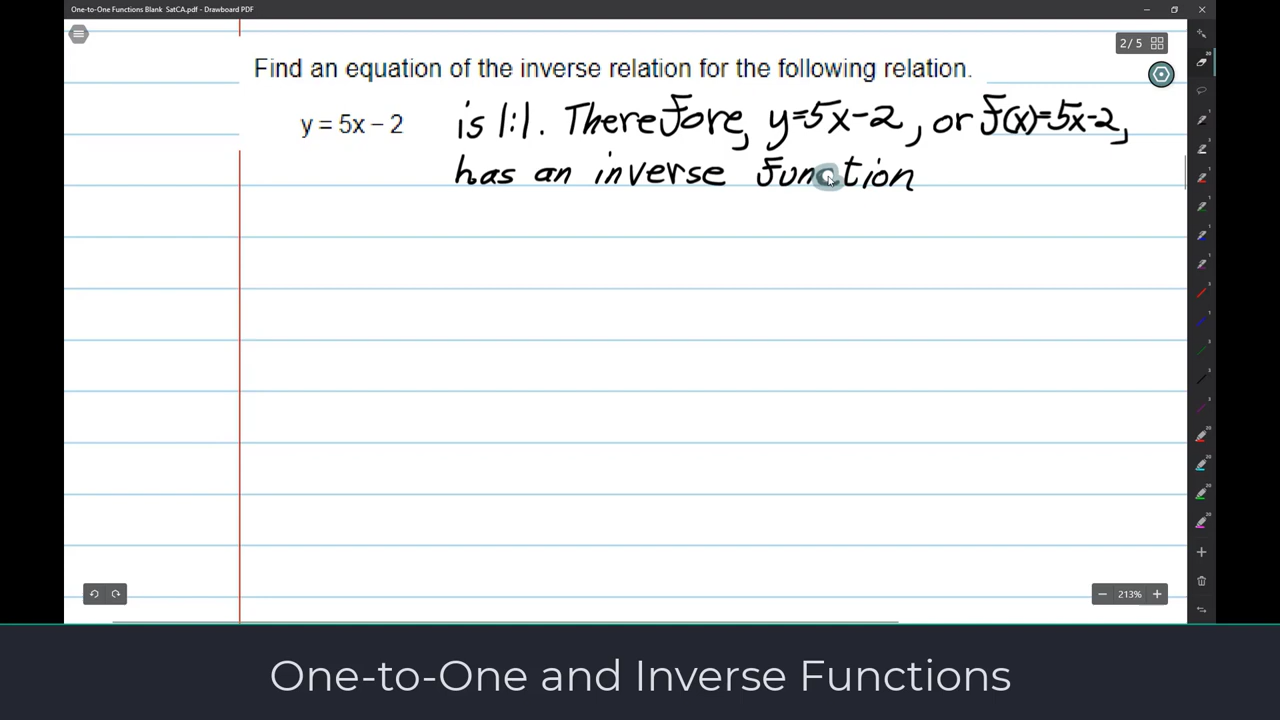 One-to-One Functions Blank SatCA.pdf - Drawboard PDF
2 / 5
Find an equation of the inverse relation for the following relation.
y = 5x − 2 is 1:1. Therefore, y=5x-2, or f(x)=5x-2,
has an inverse function
213%
One-to-One and Inverse Functions